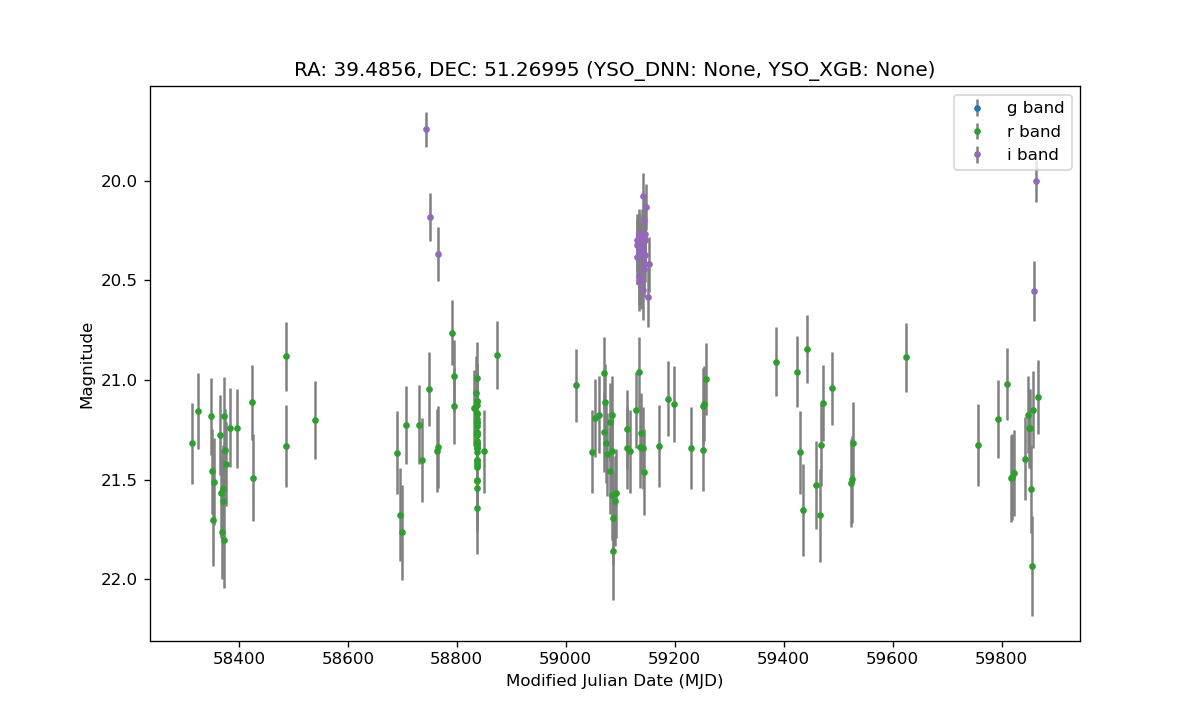 RA: 39.4856, DEC: 51.26995 (YSO_DNN: None, YSO_XGB: None)
g band
r band
i band
Magnitude
20.0
20.5
21.0
21.5
22.0
58400 58600 58800 59000 59200 59400 59600 59800
Modified Julian Date (MJD)